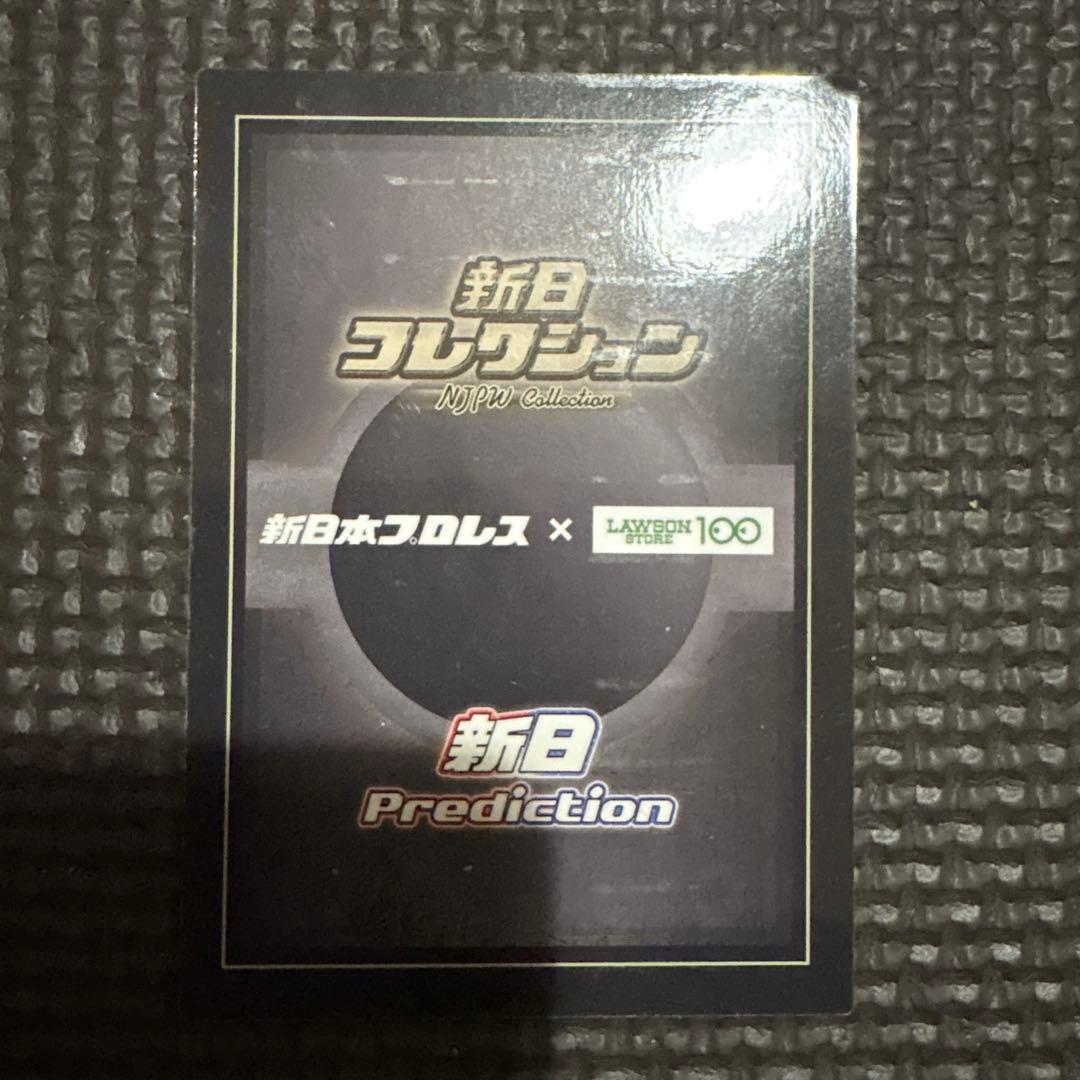 新日
コレクション
NJPW Collection
新日本プロレス × LAWSON STORE 100
新日
Prediction